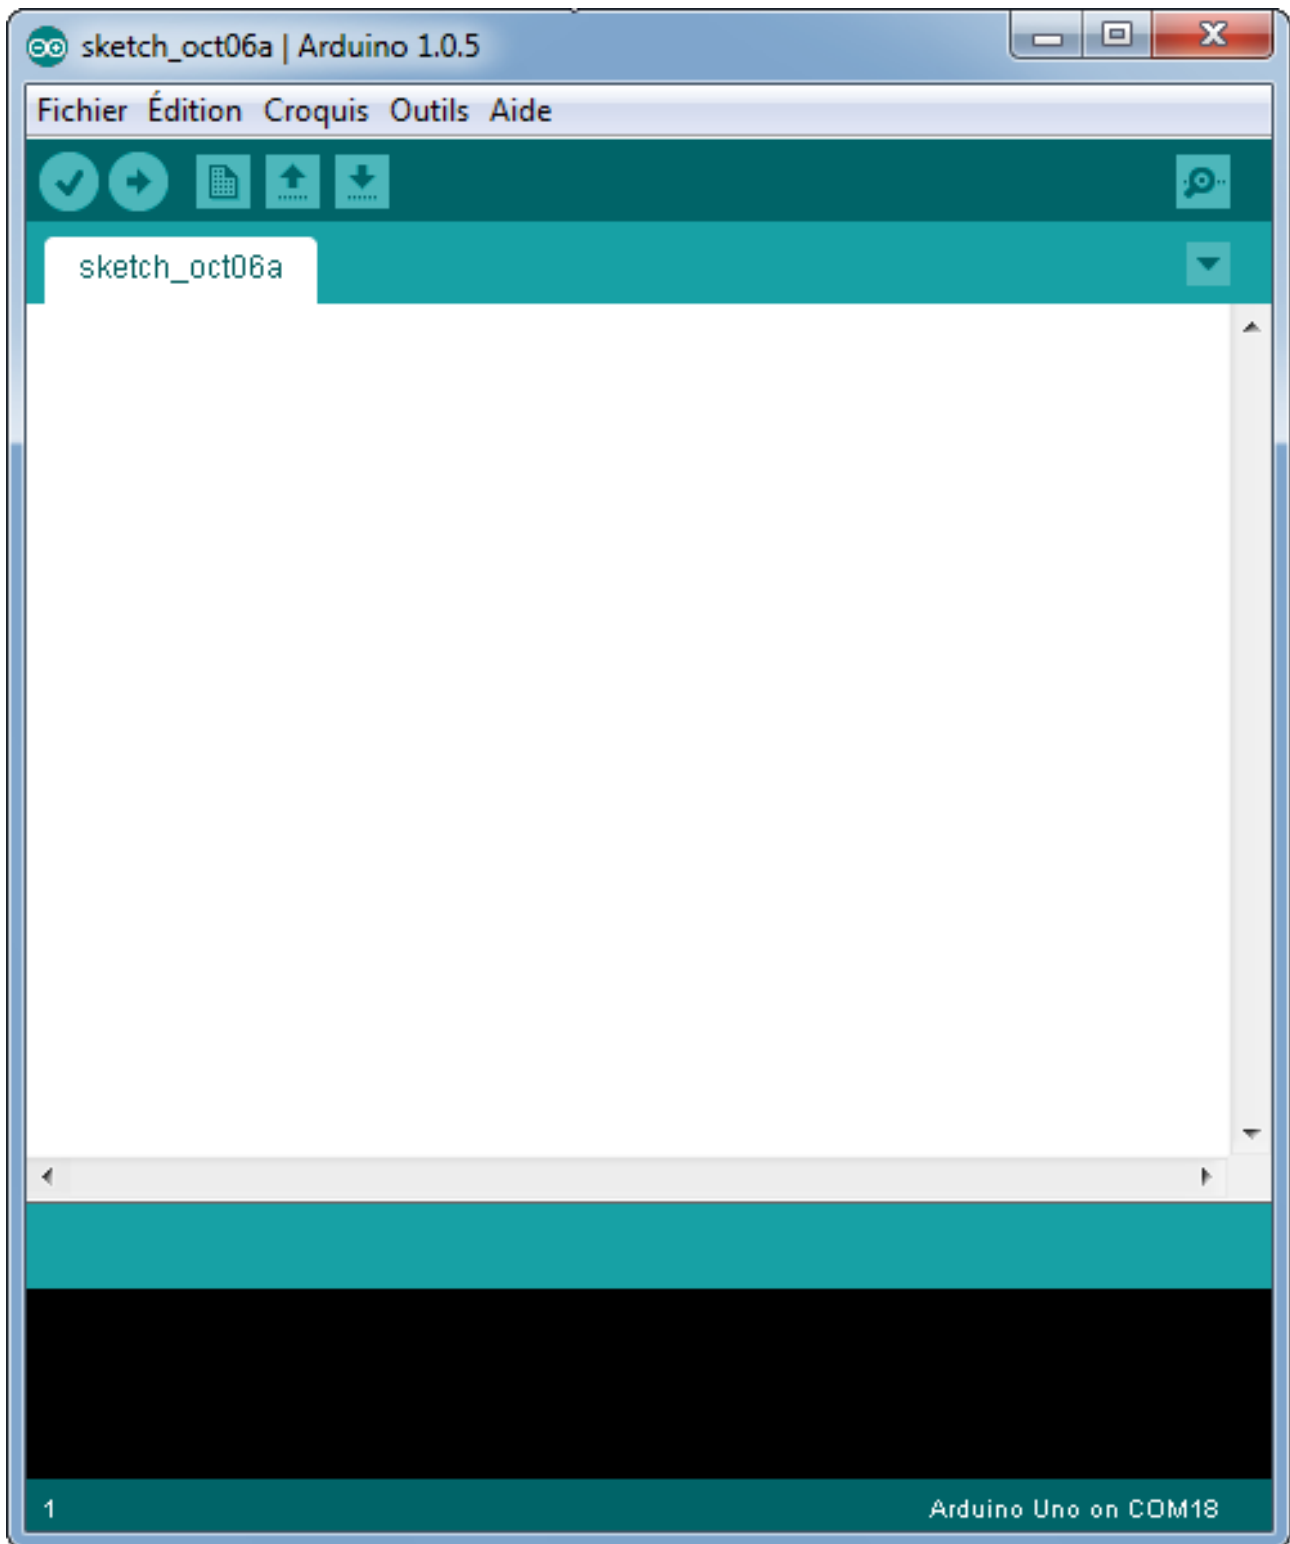 sketch_oct06a | Arduino 1.0.5
Fichier Édition Croquis Outils Aide
sketch_oct06a
1 Arduino Uno on COM18